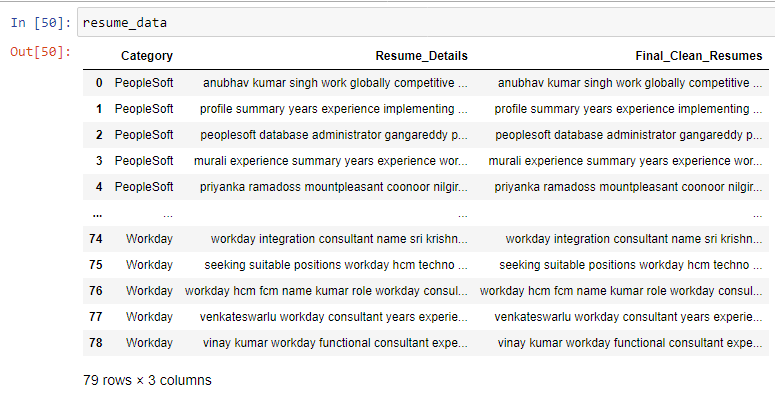 In [50]: resume_data
Out[50]:
Category Resume_Details Final_Clean_Resumes
0 PeopleSoft anubhav kumar singh work globally competitive ... anubhav kumar singh work globally competitive ...
1 PeopleSoft profile summary years experience implementing ... profile summary years experience implementing ...
2 PeopleSoft peoplesoft database administrator gangareddy p... peoplesoft database administrator gangareddy p...
3 PeopleSoft murali experience summary years experience wor... murali experience summary years experience wor...
4 PeopleSoft priyanka ramadoss mountpleasant coonoor nilgir... priyanka ramadoss mountpleasant coonoor nilgir...
... ... ... ...
74 Workday workday integration consultant name sri krishn... workday integration consultant name sri krishn...
75 Workday seeking suitable positions workday hcm techno ... seeking suitable positions workday hcm techno ...
76 Workday workday hcm fcm name kumar role workday consul... workday hcm fcm name kumar role workday consul...
77 Workday venkateswarlu workday consultant years experie... venkateswarlu workday consultant years experie...
78 Workday vinay kumar workday functional consultant expe... vinay kumar workday functional consultant expe...
79 rows × 3 columns